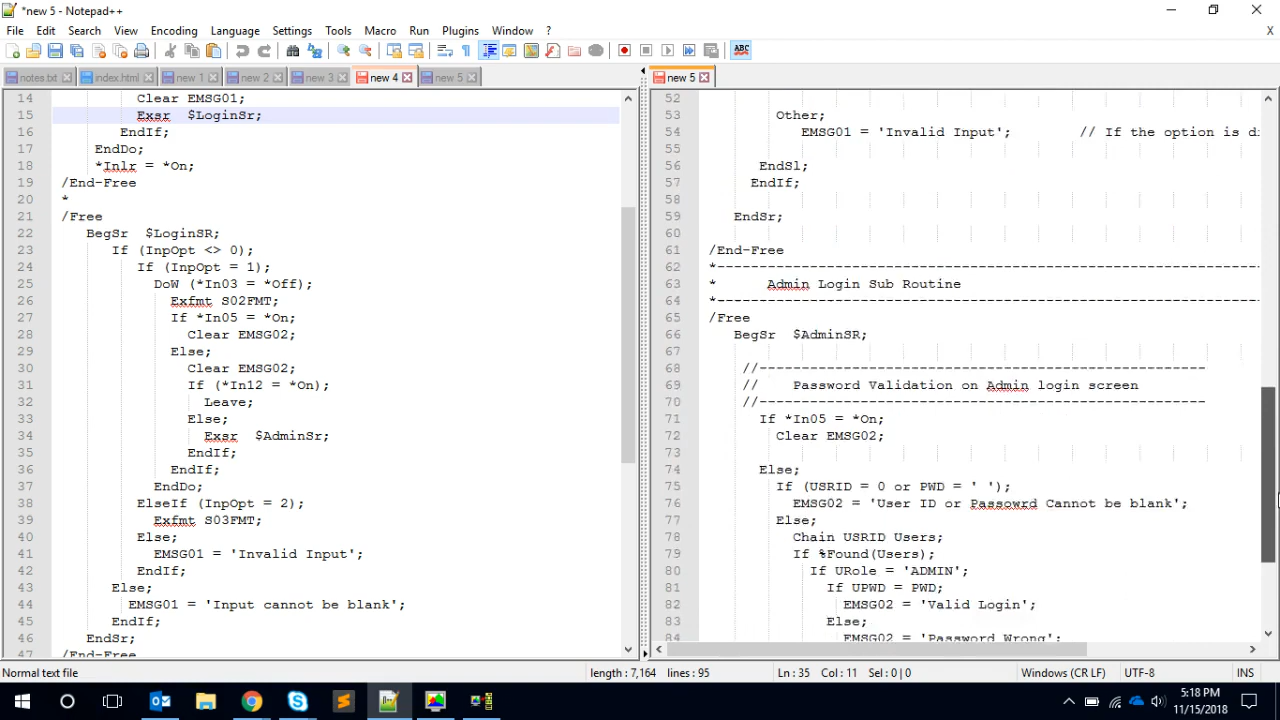 *new 5 - Notepad++
File Edit Search View Encoding Language Settings Tools Macro Run Plugins Window ? X
ABC
notes.txt index.html new 1 new 2 new 3 new 4 new 5
14 Clear EMSG01;
15 Exsr $LoginSr;
16 EndIf;
17 EndDo;
18 *Inlr = *On;
19 /End-Free
20 *
21 /Free
22 BegSr $LoginSR;
23 If (InpOpt <> 0);
24 If (InpOpt = 1);
25 DoW (*In03 = *Off);
26 Exfmt S02FMT;
27 If *In05 = *On;
28 Clear EMSG02;
29 Else;
30 Clear EMSG02;
31 If (*In12 = *On);
32 Leave;
33 Else;
34 Exsr $AdminSr;
35 EndIf;
36 EndIf;
37 EndDo;
38 ElseIf (InpOpt = 2);
39 Exfmt S03FMT;
40 Else;
41 EMSG01 = 'Invalid Input';
42 EndIf;
43 Else;
44 EMSG01 = 'Input cannot be blank';
45 EndIf;
46 EndSr;
47 /End-Free
new 5
52
53 Other;
54 EMSG01 = 'Invalid Input'; // If the option is di
55
56 EndSl;
57 EndIf;
58
59 EndSr;
60
61 /End-Free
62 *-----------------------------------------------------------------
63 * Admin Login Sub Routine
64 *-----------------------------------------------------------------
65 /Free
66 BegSr $AdminSR;
67
68 //-----------------------------------------------------
69 // Password Validation on Admin login screen
70 //-----------------------------------------------------
71 If *In05 = *On;
72 Clear EMSG02;
73
74 Else;
75 If (USRID = 0 or PWD = ' ');
76 EMSG02 = 'User ID or Passowrd Cannot be blank';
77 Else;
78 Chain USRID Users;
79 If %Found(Users);
80 If URole = 'ADMIN';
81 If UPWD = PWD;
82 EMSG02 = 'Valid Login';
83 Else;
84 EMSG02 = 'Password Wrong';
Normal text file length : 7,164 lines : 95 Ln : 35 Col : 11 Sel : 0 | 0 Windows (CR LF) UTF-8 INS
5:18 PM
11/15/2018